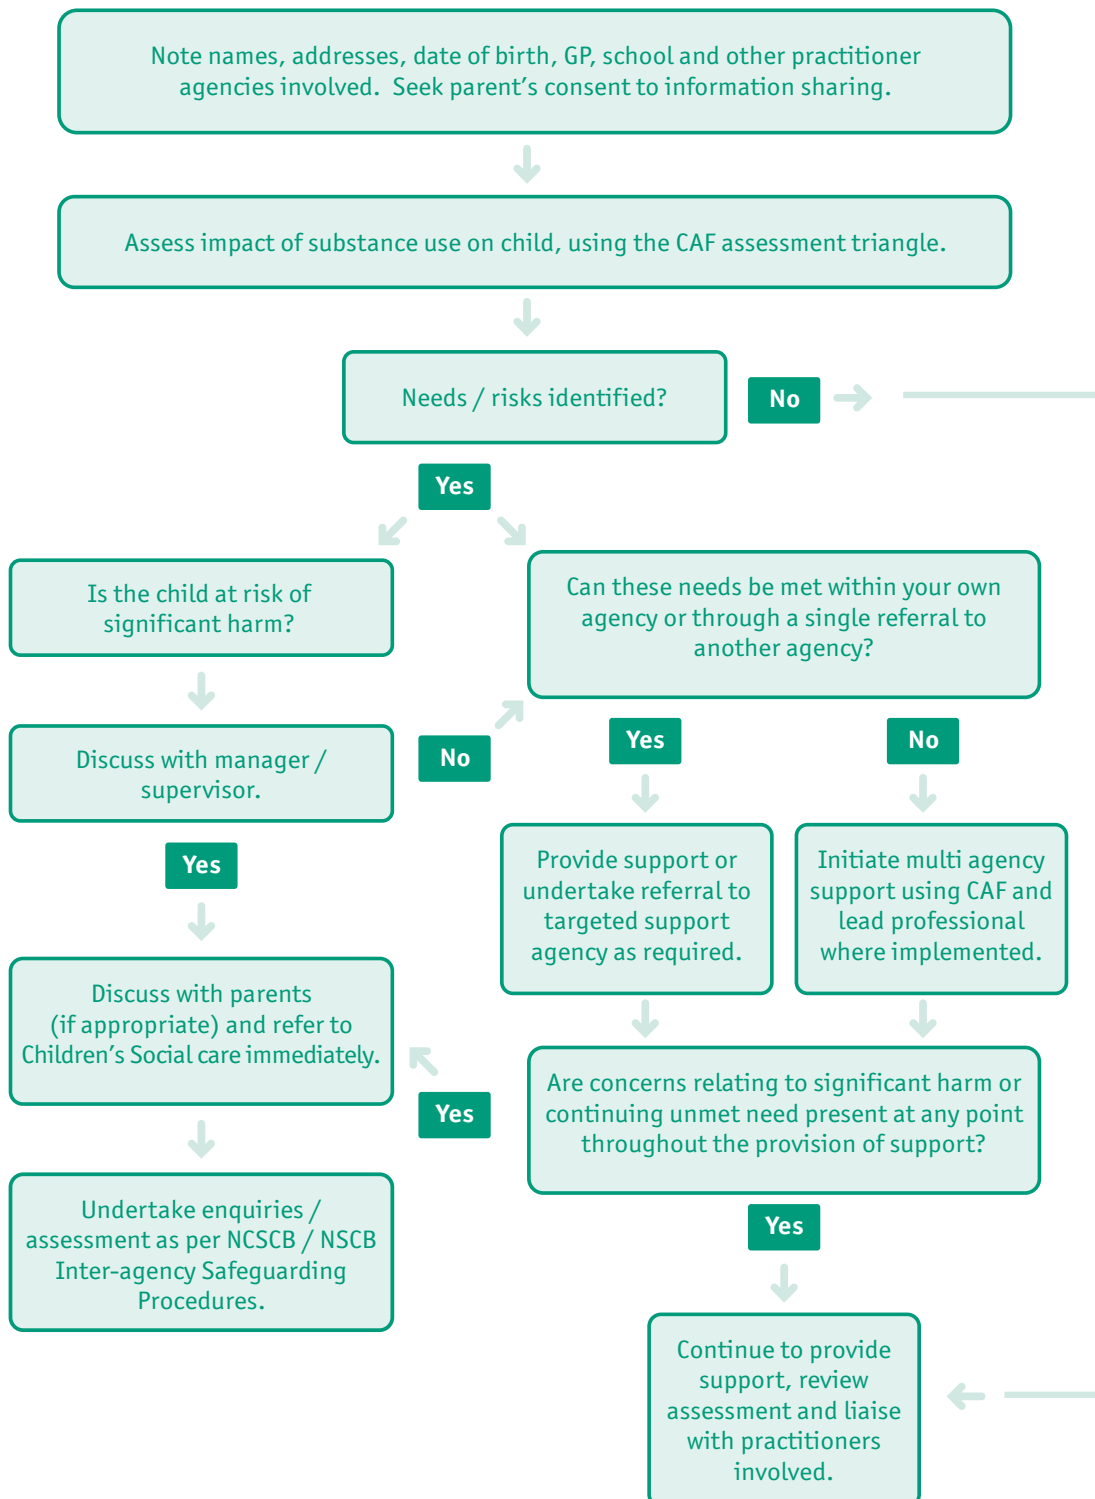 Note names, addresses, date of birth, GP, school and other practitioner
agencies involved.  Seek parent's consent to information sharing.
Assess impact of substance use on child, using the CAF assessment triangle.
Needs / risks identified?
No
Yes
Is the child at risk of
significant harm?
Can these needs be met within your own
agency or through a single referral to
another agency?
Discuss with manager /
supervisor.
No
Yes
No
Yes
Provide support or
undertake referral to
targeted support
agency as required.
Initiate multi agency
support using CAF and
lead professional
where implemented.
Discuss with parents
(if appropriate) and refer to
Children's Social care immediately.
Yes
Are concerns relating to significant harm or
continuing unmet need present at any point
throughout the provision of support?
Undertake enquiries /
assessment as per NCSCB / NSCB
Inter-agency Safeguarding
Procedures.
Yes
Continue to provide
support, review
assessment and liaise
with practitioners
involved.